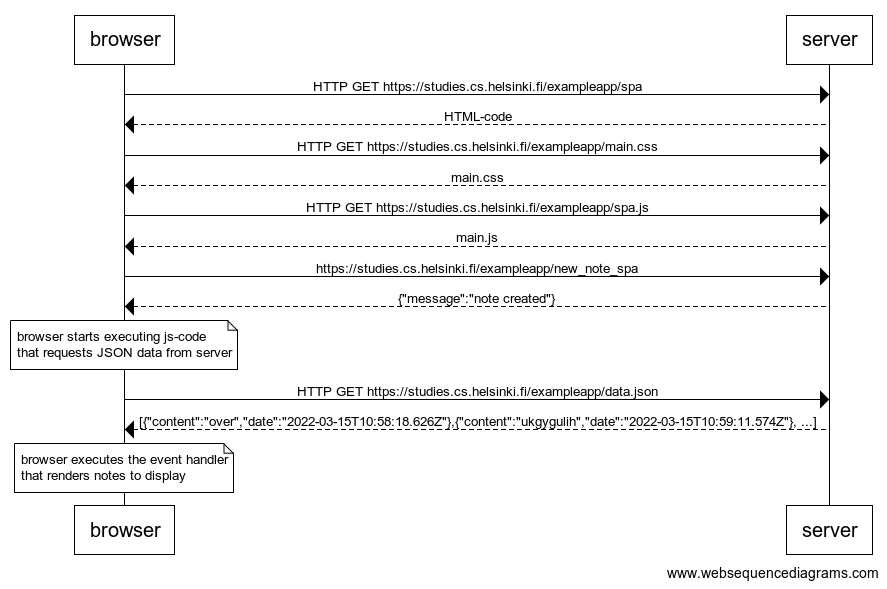 browser
server
HTTP GET https://studies.cs.helsinki.fi/exampleapp/spa
HTML-code
HTTP GET https://studies.cs.helsinki.fi/exampleapp/main.css
main.css
HTTP GET https://studies.cs.helsinki.fi/exampleapp/spa.js
main.js
https://studies.cs.helsinki.fi/exampleapp/new_note_spa
{"message":"note created"}
browser starts executing js-code
that requests JSON data from server
HTTP GET https://studies.cs.helsinki.fi/exampleapp/data.json
[{"content":"over","date":"2022-03-15T10:58:18.626Z"},{"content":"ukgygulih","date":"2022-03-15T10:59:11.574Z"}, ...]
browser executes the event handler
that renders notes to display
browser
server
www.websequencediagrams.com